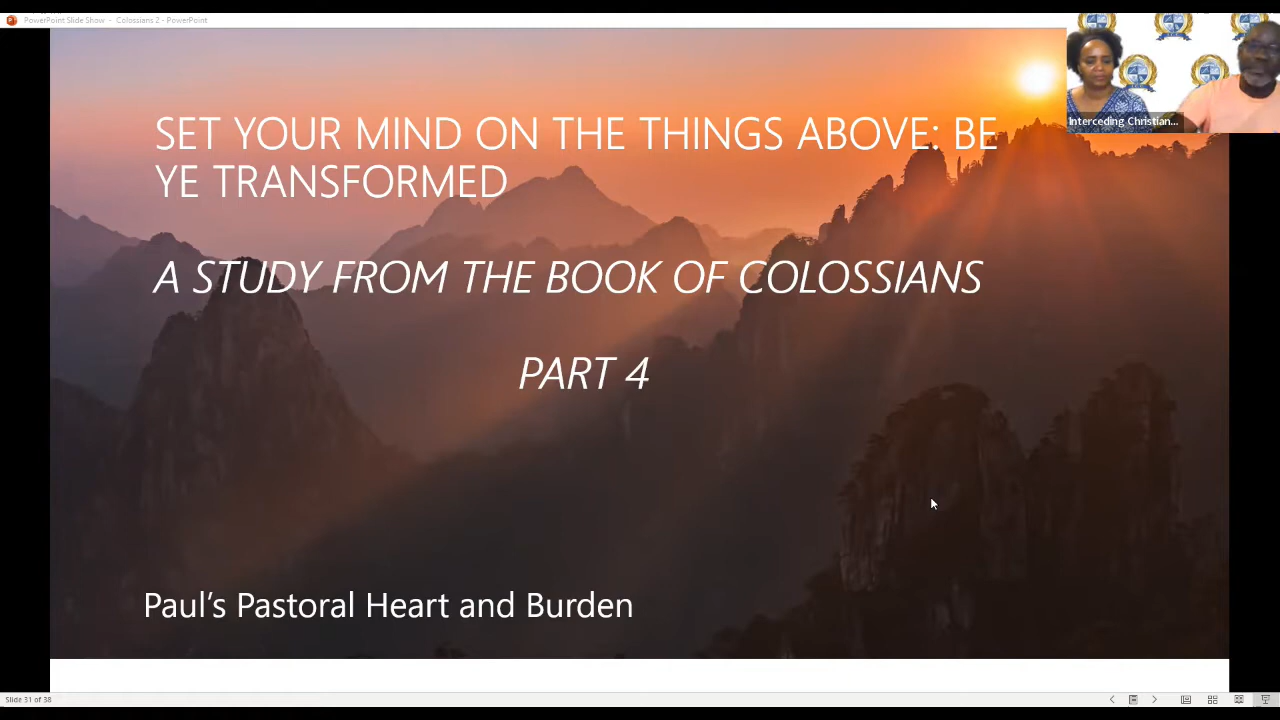 PowerPoint Slide Show - Colossians 2 - PowerPoint
Interceding Christian...
SET YOUR MIND ON THE THINGS ABOVE: BE
YE TRANSFORMED
A STUDY FROM THE BOOK OF COLOSSIANS
PART 4
Paul’s Pastoral Heart and Burden
Slide 31 of 38